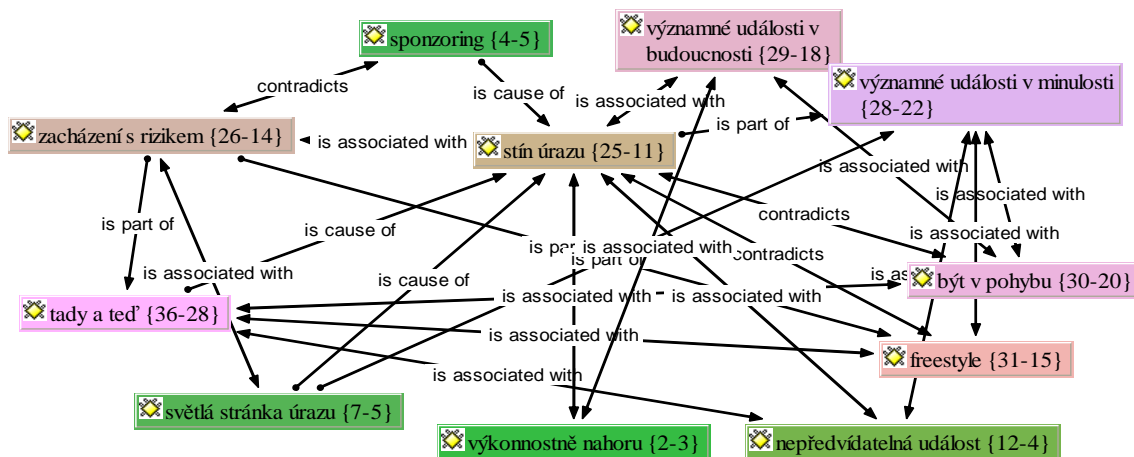 sponzoring {4-5}
významné události v
budoucnosti {29-18}
významné události v minulosti
{28-22}
contradicts
is cause of
is associated with
zacházení s rizikem {26-14}
is associated with
stín úrazu {25-11}
is part of
is associated with
is associated with
contradicts
is part of
is cause of
is associated with
is associated with
contradicts
is part of
is associated with
is cause of
být v pohybu {30-20}
tady a teď {36-28}
is associated with
is associated with
is associated with
freestyle {31-15}
is associated with
světlá stránka úrazu {7-5}
výkonnostně nahoru {2-3}
nepředvídatelná událost {12-4}